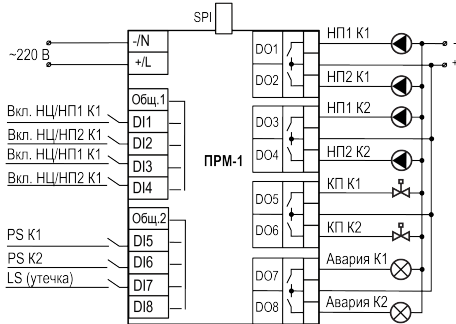 SPI
~220 В
-/N
+/L
Общ.1
Вкл. НЦ/НП1 К1
DI1
Вкл. НЦ/НП2 К1
DI2
Вкл. НЦ/НП1 К1
DI3
Вкл. НЦ/НП2 К1
DI4
Общ.2
PS К1
DI5
PS К2
DI6
LS (утечка)
DI7
DI8
ПРМ-1
DO1
НП1 К1
-
+
DO2
НП2 К1
DO3
НП1 К2
DO4
НП2 К2
DO5
КП К1
DO6
КП К2
DO7
Авария К1
DO8
Авария К2